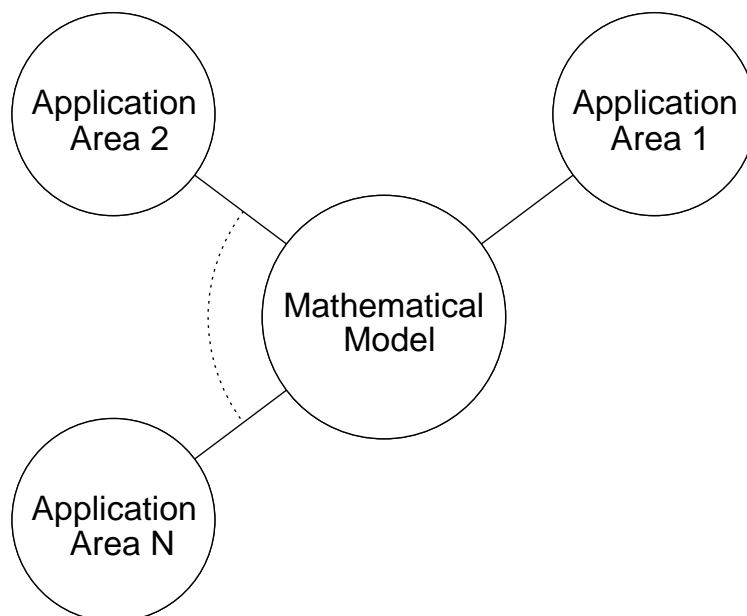 Application
Area 2
Application
Area 1
Mathematical
Model
Application
Area N